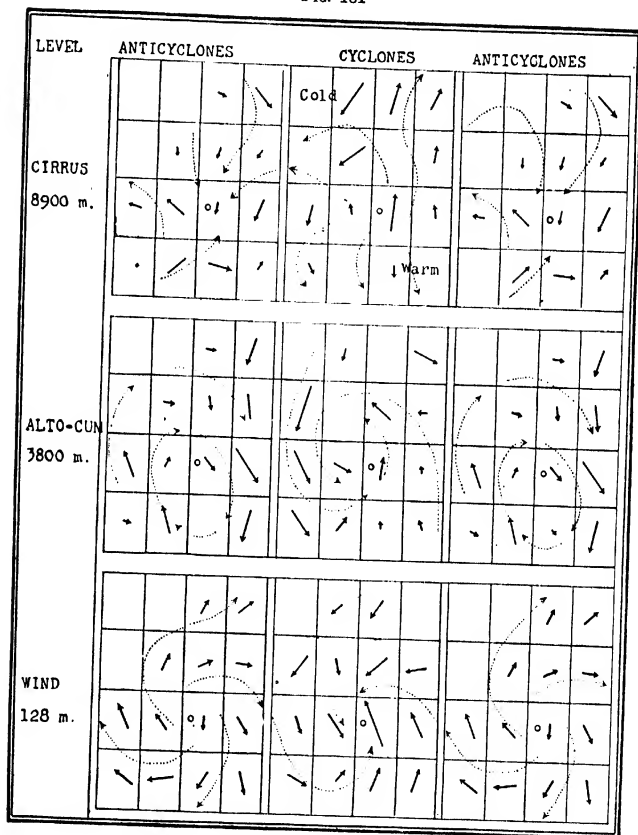 LEVEL ANTICYCLONES CYCLONES ANTICYCLONES
Cold
CIRRUS
8900 m.
Warm
ALTO-CUN
3800 m.
WIND
128 m.